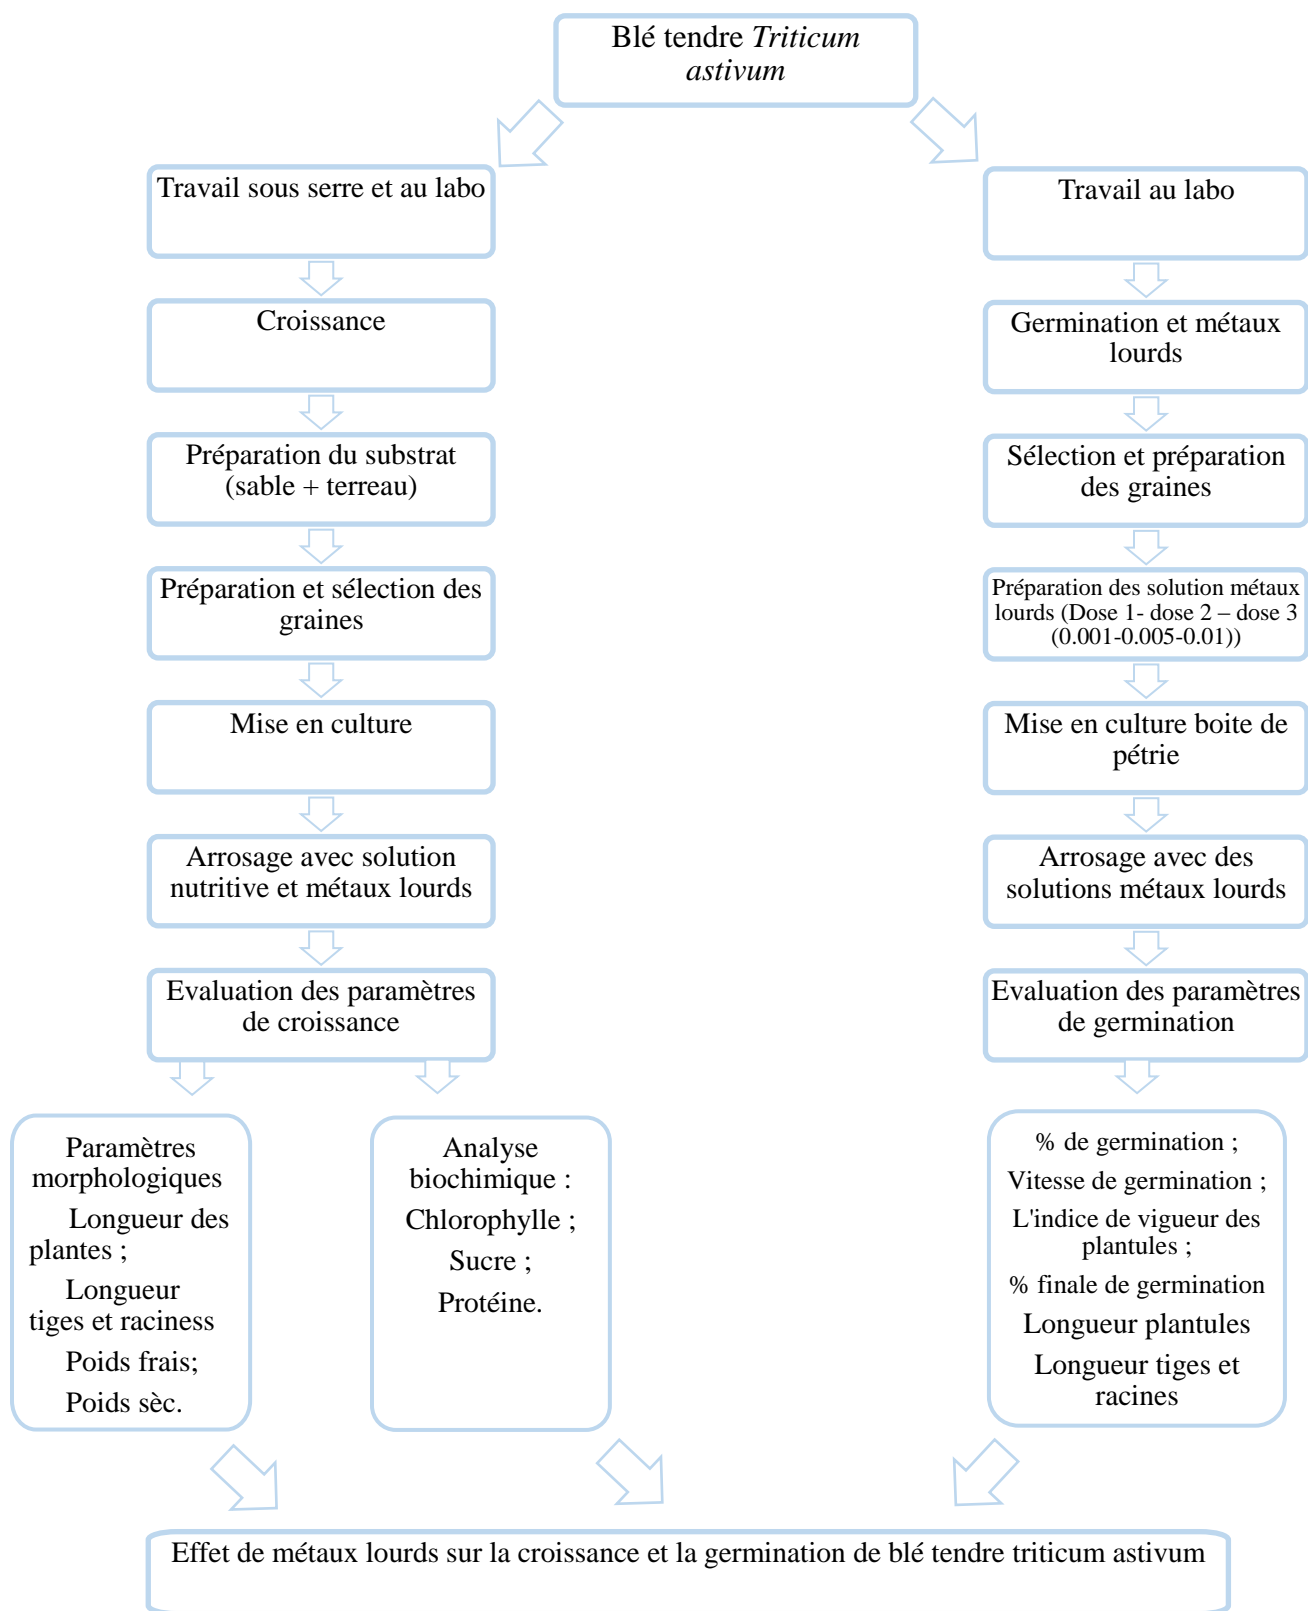 Blé tendre Triticum
astivum
Travail sous serre et au labo
Croissance
Préparation du substrat
(sable + terreau)
Préparation et sélection des
graines
Mise en culture
Arrosage avec solution
nutritive et métaux lourds
Evaluation des paramètres
de croissance
Paramètres
morphologiques
Longueur des
plantes ;
Longueur
tiges et raciness
Poids frais;
Poids sèc.
Analyse
biochimique :
Chlorophylle ;
Sucre ;
Protéine.
Travail au labo
Germination et métaux
lourds
Sélection et préparation
des graines
Préparation des solution métaux
lourds (Dose 1- dose 2 – dose 3
(0.001-0.005-0.01))
Mise en culture boite de
pétrie
Arrosage avec des
solutions métaux lourds
Evaluation des paramètres
de germination
% de germination ;
Vitesse de germination ;
L'indice de vigueur des
plantules ;
% finale de germination
Longueur plantules
Longueur tiges et
racines
Effet de métaux lourds sur la croissance et la germination de blé tendre triticum astivum